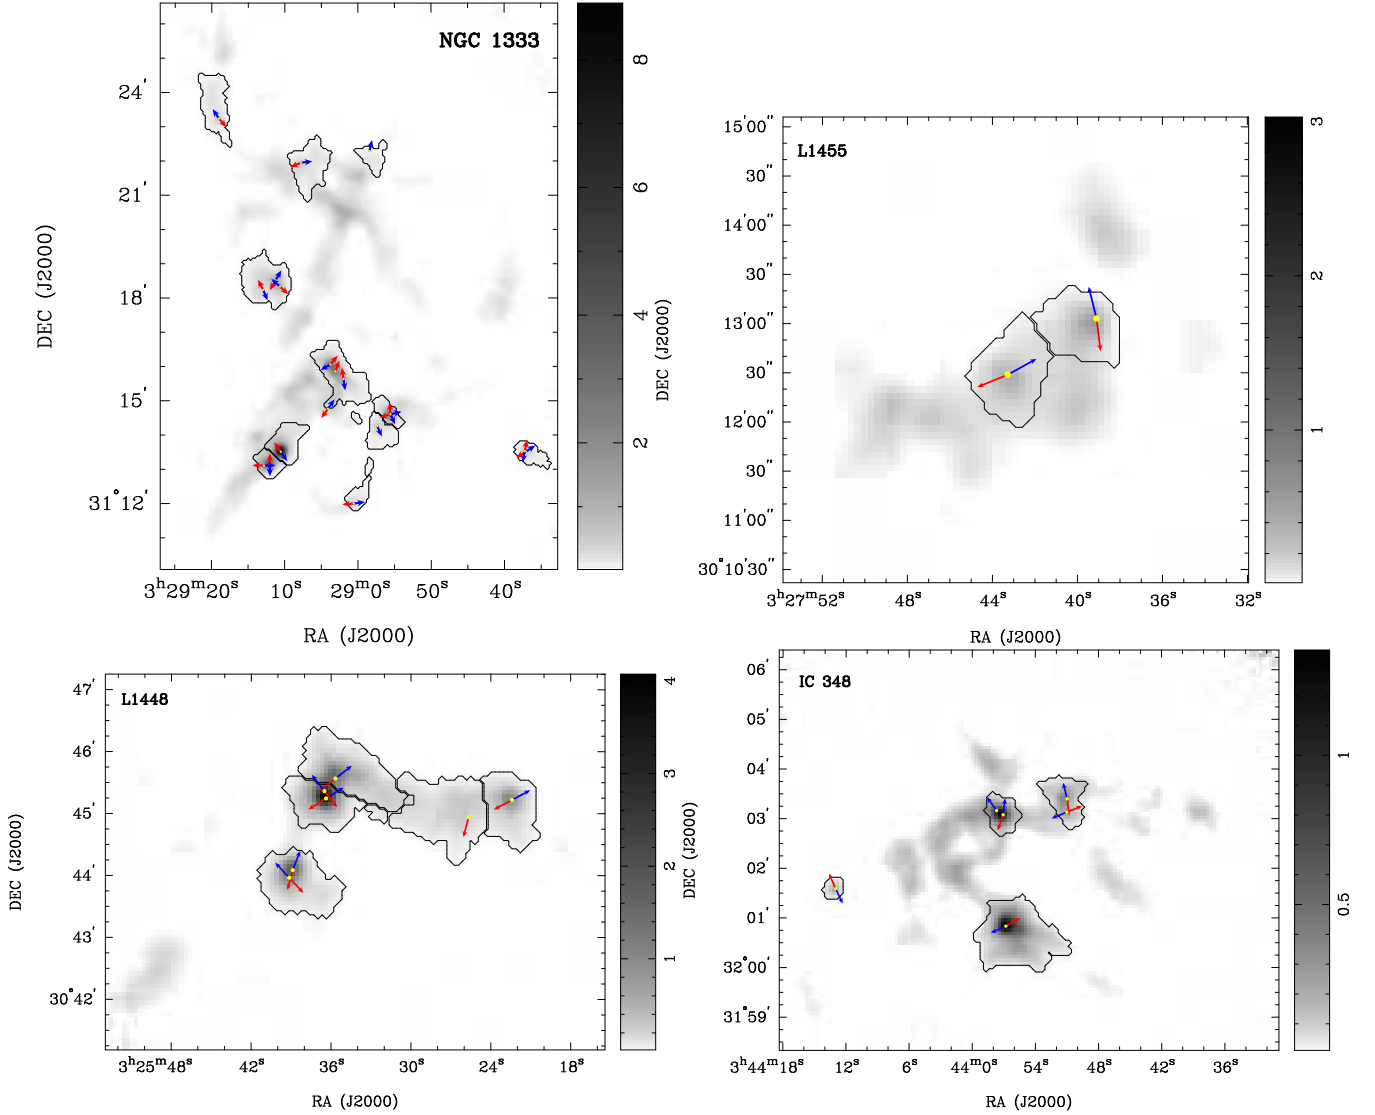 NGC 1333
24′
21′
18′
15′
31°12′
DEC (J2000)
3ʰ29ᵐ20ˢ 10ˢ 29ᵐ0ˢ 50ˢ 40ˢ
RA (J2000)
8
6
4
2
L1455
15′00″
30″
14′00″
30″
13′00″
30″
12′00″
30″
11′00″
30°10′30″
DEC (J2000)
3ʰ27ᵐ52ˢ 48ˢ 44ˢ 40ˢ 36ˢ 32ˢ
RA (J2000)
3
2
1
L1448
47′
46′
45′
44′
43′
30°42′
DEC (J2000)
3ʰ25ᵐ48ˢ 42ˢ 36ˢ 30ˢ 24ˢ 18ˢ
RA (J2000)
4
3
2
1
IC 348
06′
05′
04′
03′
02′
01′
32°00′
31°59′
DEC (J2000)
3ʰ44ᵐ18ˢ 12ˢ 6ˢ 44ᵐ0ˢ 54ˢ 48ˢ 42ˢ 36ˢ
RA (J2000)
1
0.5